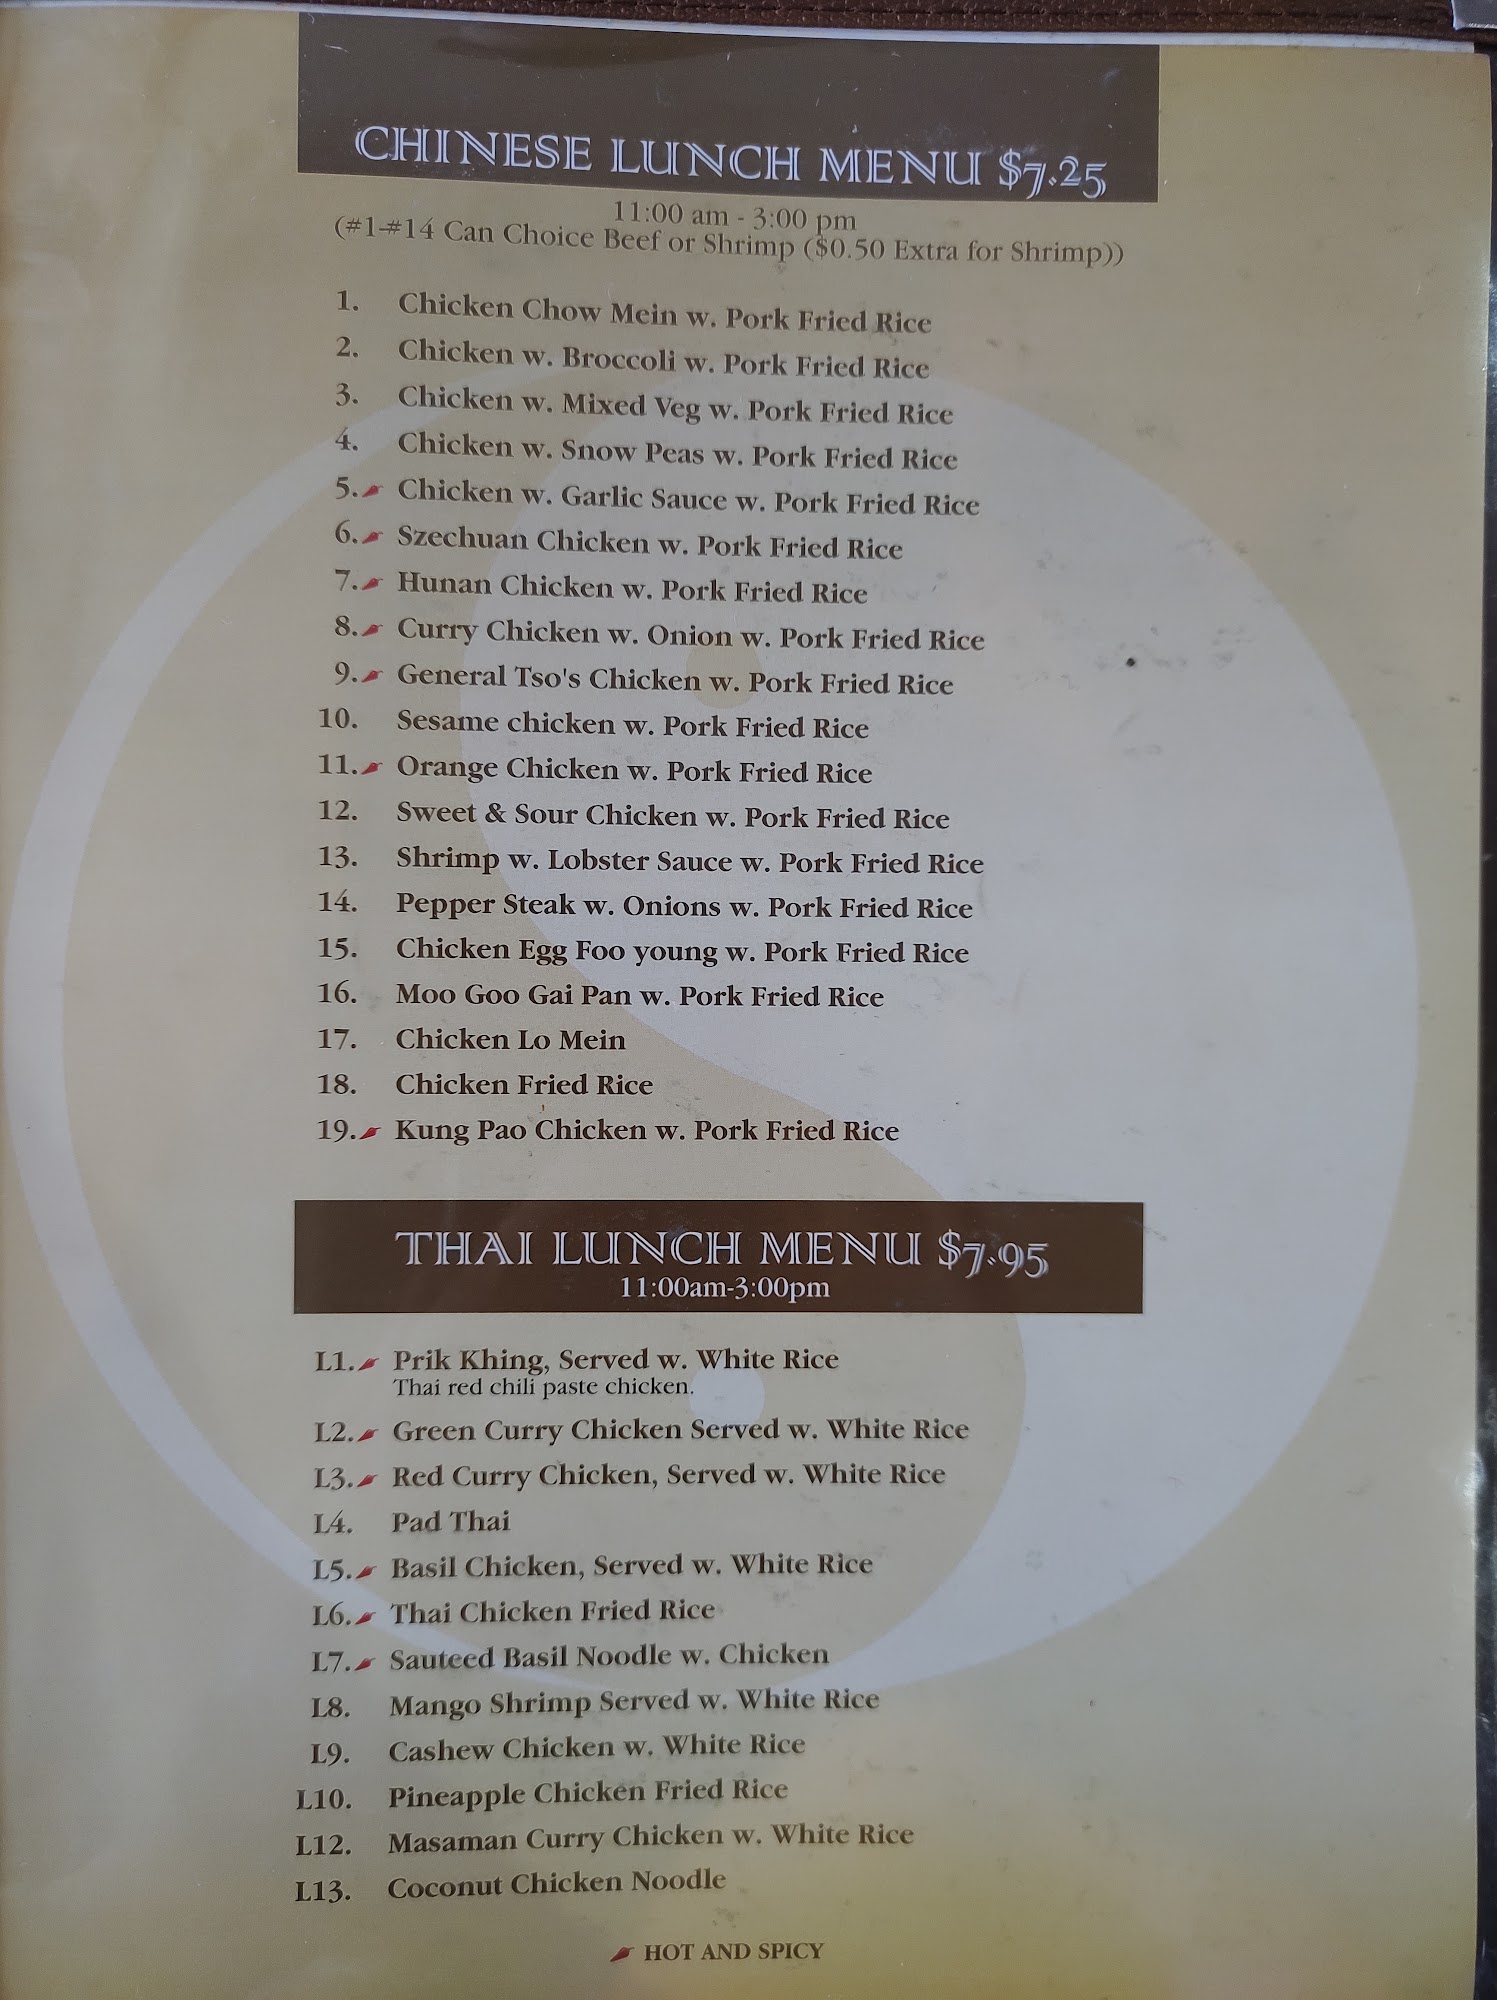 CHINESE LUNCH MENU $7.25
11:00 am - 3:00 pm
(#1-#14 Can Choice Beef or Shrimp ($0.50 Extra for Shrimp))
1. Chicken Chow Mein w. Pork Fried Rice
2. Chicken w. Broccoli w. Pork Fried Rice
3. Chicken w. Mixed Veg w. Pork Fried Rice
4. Chicken w. Snow Peas w. Pork Fried Rice
5. Chicken w. Garlic Sauce w. Pork Fried Rice
6. Szechuan Chicken w. Pork Fried Rice
7. Hunan Chicken w. Pork Fried Rice
8. Curry Chicken w. Onion w. Pork Fried Rice
9. General Tso's Chicken w. Pork Fried Rice
10. Sesame chicken w. Pork Fried Rice
11. Orange Chicken w. Pork Fried Rice
12. Sweet & Sour Chicken w. Pork Fried Rice
13. Shrimp w. Lobster Sauce w. Pork Fried Rice
14. Pepper Steak w. Onions w. Pork Fried Rice
15. Chicken Egg Foo young w. Pork Fried Rice
16. Moo Goo Gai Pan w. Pork Fried Rice
17. Chicken Lo Mein
18. Chicken Fried Rice
19. Kung Pao Chicken w. Pork Fried Rice
THAI LUNCH MENU $7.95
11:00am-3:00pm
L1. Prik Khing, Served w. White Rice
Thai red chili paste chicken.
L2. Green Curry Chicken Served w. White Rice
L3. Red Curry Chicken, Served w. White Rice
L4. Pad Thai
L5. Basil Chicken, Served w. White Rice
L6. Thai Chicken Fried Rice
L7. Sauteed Basil Noodle w. Chicken
L8. Mango Shrimp Served w. White Rice
L9. Cashew Chicken w. White Rice
L10. Pineapple Chicken Fried Rice
L12. Masaman Curry Chicken w. White Rice
L13. Coconut Chicken Noodle
HOT AND SPICY